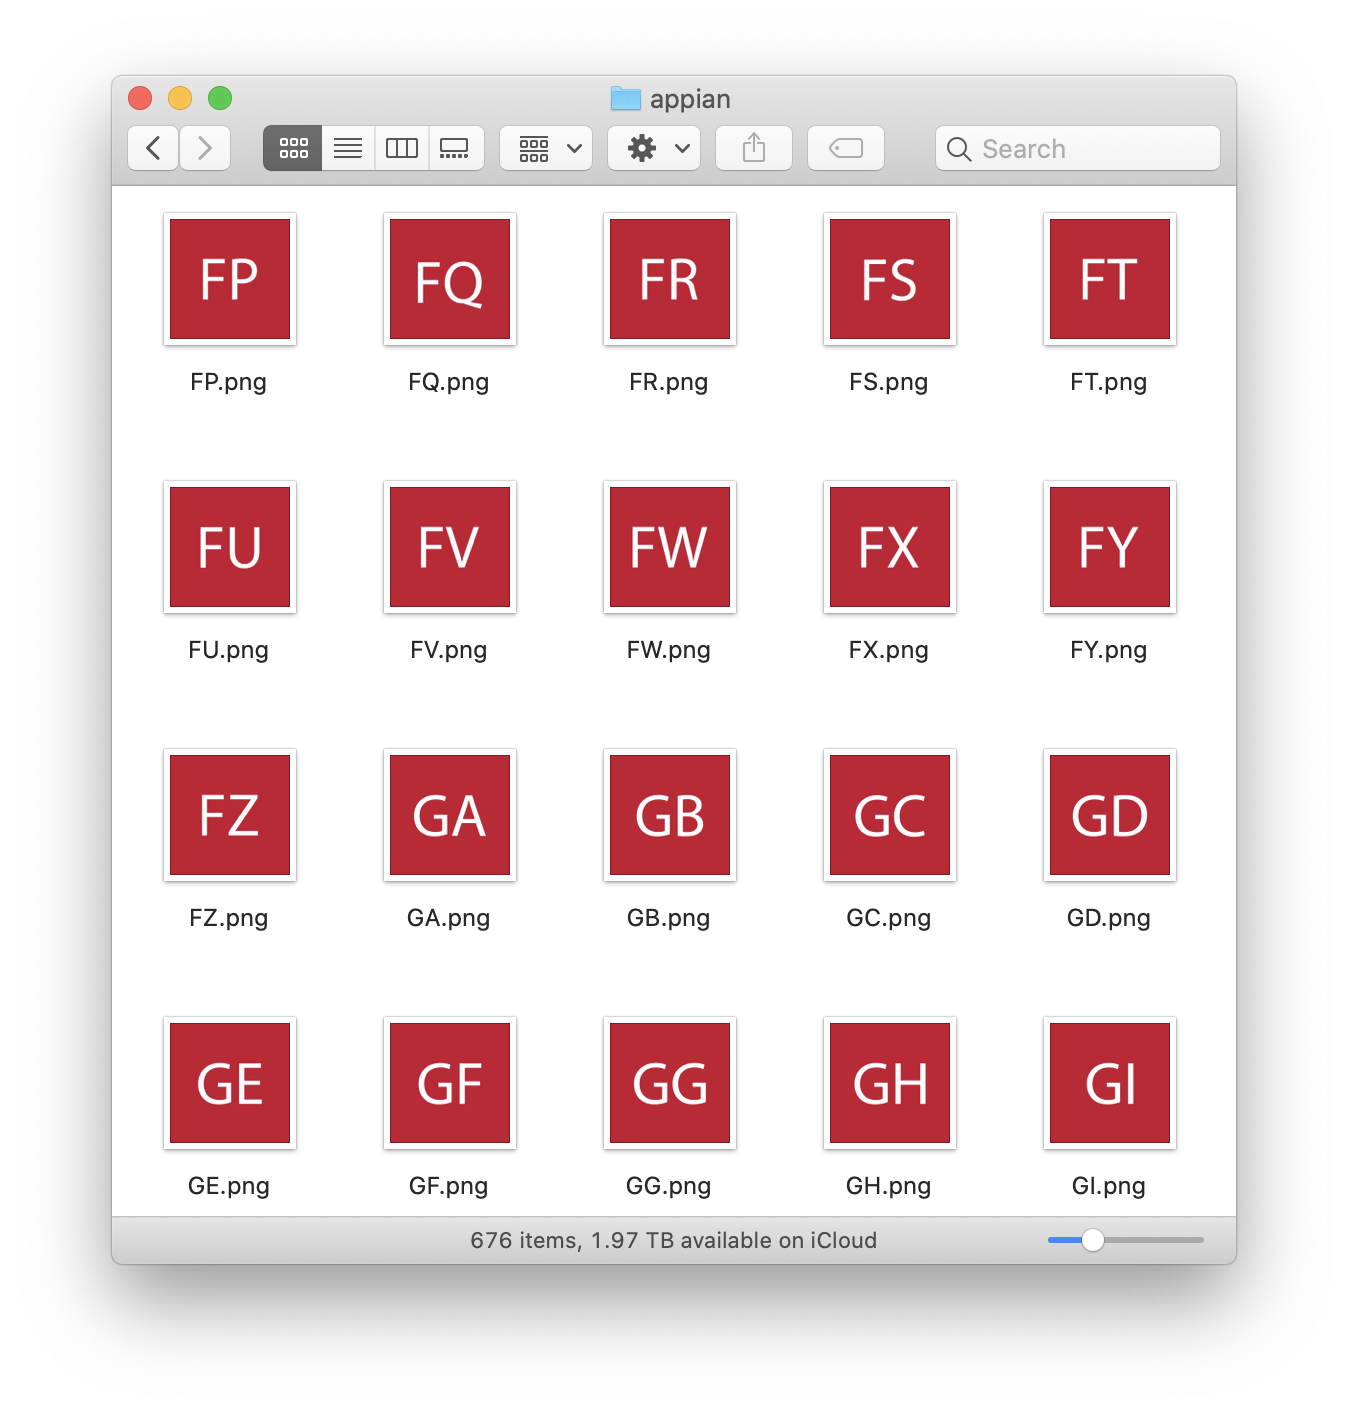 appian
Search
FP FQ FR FS FT
FP.png FQ.png FR.png FS.png FT.png
FU FV FW FX FY
FU.png FV.png FW.png FX.png FY.png
FZ GA GB GC GD
FZ.png GA.png GB.png GC.png GD.png
GE GF GG GH GI
GE.png GF.png GG.png GH.png GI.png
676 items, 1.97 TB available on iCloud